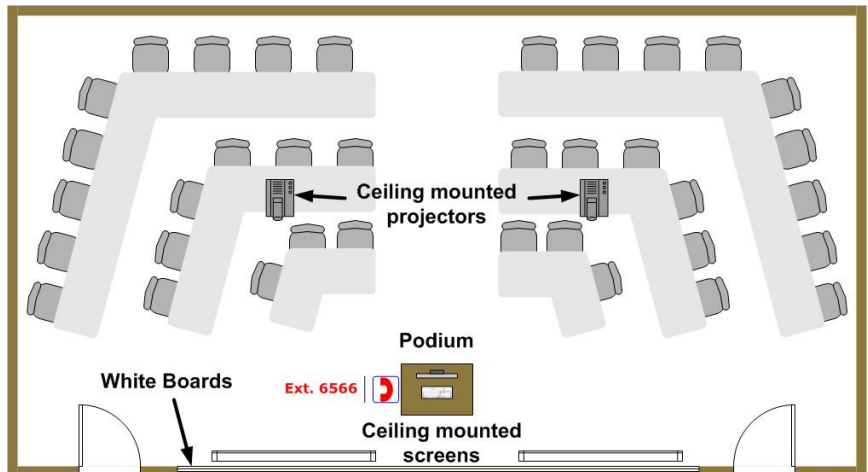 Ceiling mounted
projectors
Podium
Ext. 6566
White Boards
Ceiling mounted
screens